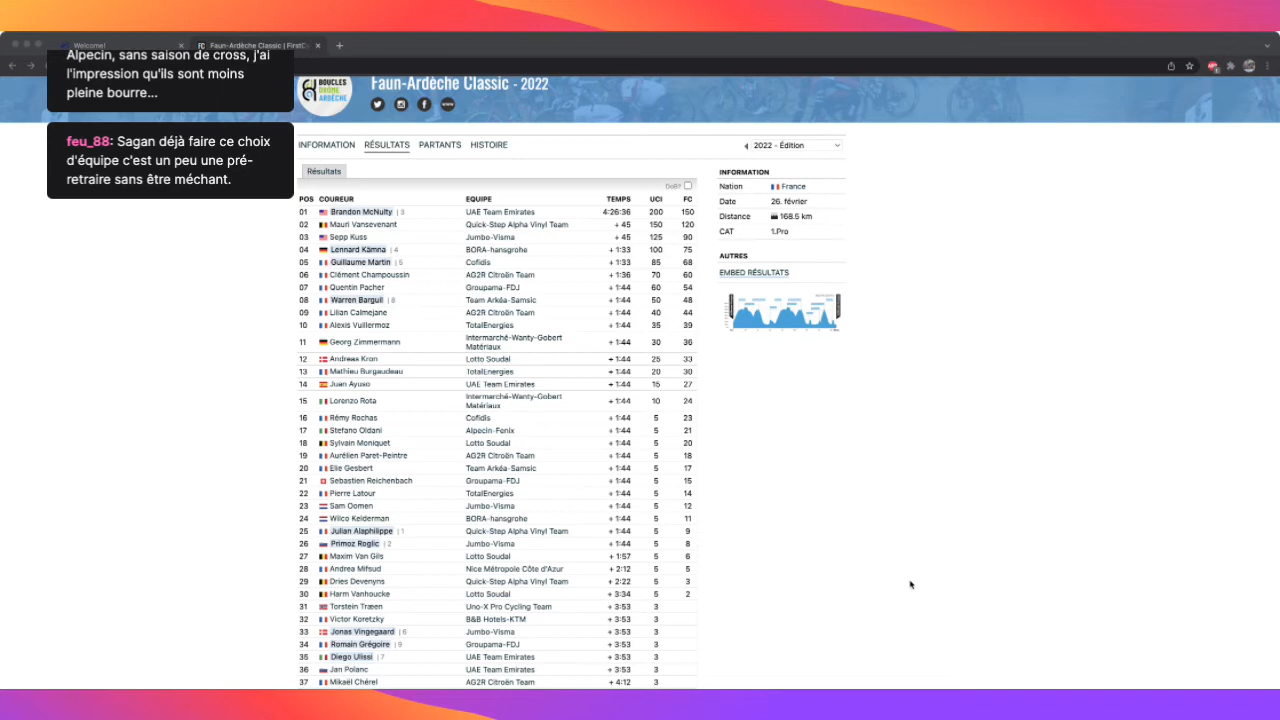 Welcome!
Faun-Ardèche Classic | FirstC
Alpecin, sans saison de cross, j'ai
l'impression qu'ils sont moins
pleine bourre...
feu_88: Sagan déjà faire ce choix
d'équipe c'est un peu une pré-
retraire sans être méchant.
BOUCLES
DRÔME
ARDÈCHE
Faun-Ardèche Classic - 2022
INFORMATION RÉSULTATS PARTANTS HISTOIRE
2022 - Édition
Résultats
DoB?
POS COUREUR EQUIPE TEMPS UCI FC
01 Brandon McNulty | 3 UAE Team Emirates 4:26:36 200 150
02 Mauri Vansevenant Quick-Step Alpha Vinyl Team + 45 150 120
03 Sepp Kuss Jumbo-Visma + 45 125 90
04 Lennard Kämna | 4 BORA-hansgrohe + 1:33 100 75
05 Guillaume Martin | 5 Cofidis + 1:33 85 68
06 Clément Champoussin AG2R Citroën Team + 1:36 70 60
07 Quentin Pacher Groupama-FDJ + 1:44 60 54
08 Warren Barguil | 8 Team Arkéa-Samsic + 1:44 50 48
09 Lilian Calmejane AG2R Citroën Team + 1:44 40 44
10 Alexis Vuillermoz TotalEnergies + 1:44 35 39
11 Georg Zimmermann Intermarché-Wanty-Gobert
Matériaux + 1:44 30 36
12 Andreas Kron Lotto Soudal + 1:44 25 33
13 Mathieu Burgaudeau TotalEnergies + 1:44 20 30
14 Juan Ayuso UAE Team Emirates + 1:44 15 27
15 Lorenzo Rota Intermarché-Wanty-Gobert
Matériaux + 1:44 10 24
16 Rémy Rochas Cofidis + 1:44 5 23
17 Stefano Oldani Alpecin-Fenix + 1:44 5 21
18 Sylvain Moniquet Lotto Soudal + 1:44 5 20
19 Aurélien Paret-Peintre AG2R Citroën Team + 1:44 5 18
20 Elie Gesbert Team Arkéa-Samsic + 1:44 5 17
21 Sebastien Reichenbach Groupama-FDJ + 1:44 5 15
22 Pierre Latour TotalEnergies + 1:44 5 14
23 Sam Oomen Jumbo-Visma + 1:44 5 12
24 Wilco Kelderman BORA-hansgrohe + 1:44 5 11
25 Julian Alaphilippe | 1 Quick-Step Alpha Vinyl Team + 1:44 5 9
26 Primoz Roglic | 2 Jumbo-Visma + 1:44 5 8
27 Maxim Van Gils Lotto Soudal + 1:57 5 6
28 Andrea Mifsud Nice Métropole Côte d'Azur + 2:12 5 5
29 Dries Devenyns Quick-Step Alpha Vinyl Team + 2:22 5 3
30 Harm Vanhoucke Lotto Soudal + 3:34 5 2
31 Torstein Træen Uno-X Pro Cycling Team + 3:53 3
32 Victor Koretzky B&B Hotels-KTM + 3:53 3
33 Jonas Vingegaard | 6 Jumbo-Visma + 3:53 3
34 Romain Grégoire | 9 Groupama-FDJ + 3:53 3
35 Diego Ulissi | 7 UAE Team Emirates + 3:53 3
36 Jan Polanc UAE Team Emirates + 3:53 3
37 Mikaël Chérel AG2R Citroën Team + 4:12 3
INFORMATION
Nation France
Date 26. février
Distance 168.5 km
CAT 1.Pro
AUTRES
EMBED RÉSULTATS